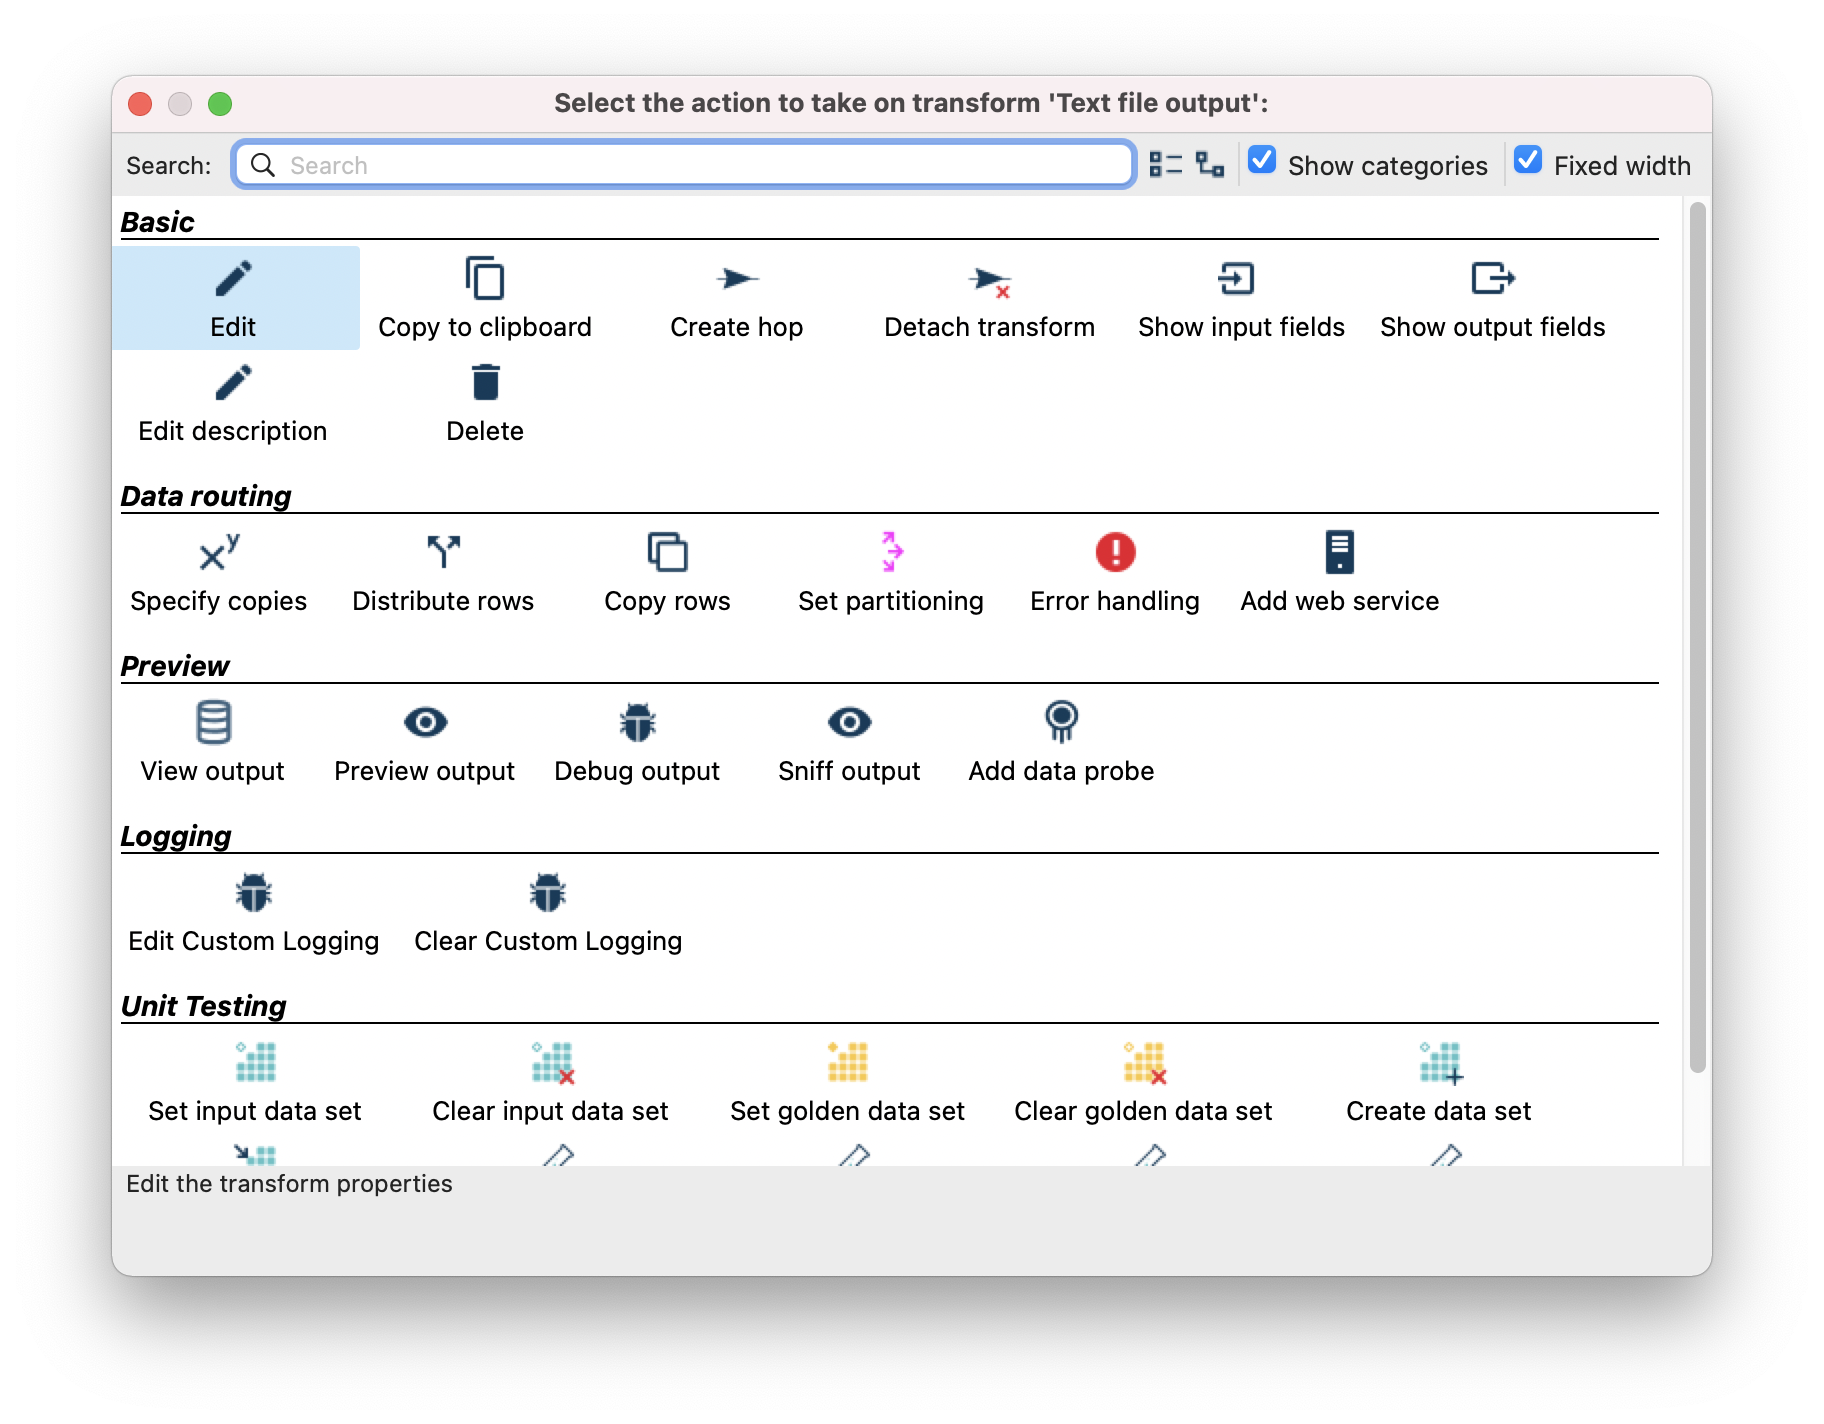 Select the action to take on transform 'Text file output':
Search: Search Show categories Fixed width
Basic
Edit Copy to clipboard Create hop Detach transform Show input fields Show output fields
Edit description Delete
Data routing
Specify copies Distribute rows Copy rows Set partitioning Error handling Add web service
Preview
View output Preview output Debug output Sniff output Add data probe
Logging
Edit Custom Logging Clear Custom Logging
Unit Testing
Set input data set Clear input data set Set golden data set Clear golden data set Create data set
Edit the transform properties